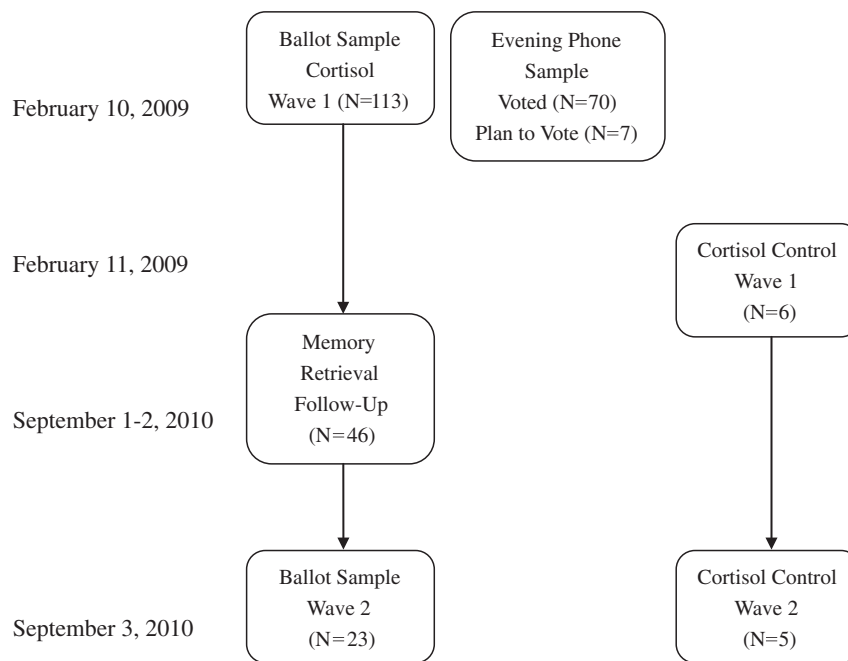 February 10, 2009
Ballot Sample
Cortisol
Wave 1 (N=113)
Evening Phone
Sample
Voted (N=70)
Plan to Vote (N=7)
February 11, 2009
Cortisol Control
Wave 1
(N=6)
September 1-2, 2010
Memory
Retrieval
Follow-Up
(N=46)
September 3, 2010
Ballot Sample
Wave 2
(N=23)
Cortisol Control
Wave 2
(N=5)